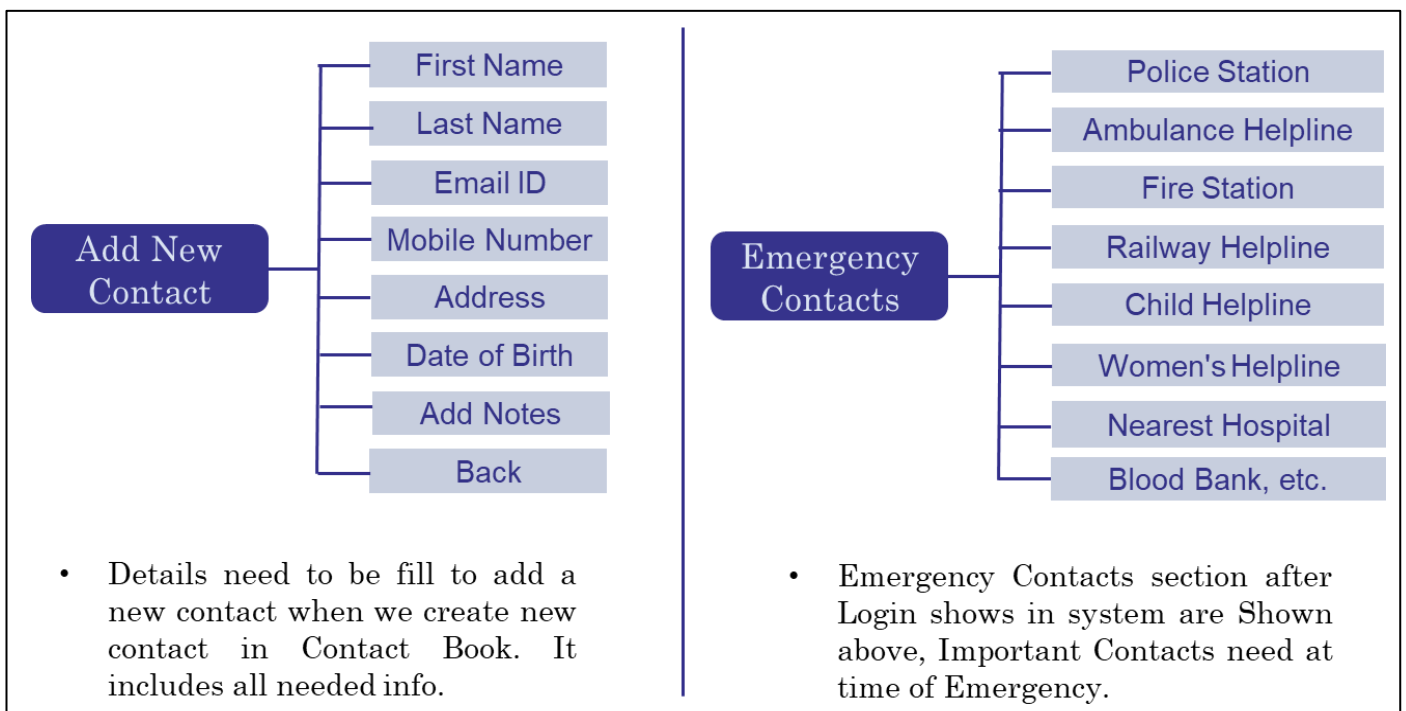 Add New
Contact
First Name
Last Name
Email ID
Mobile Number
Address
Date of Birth
Add Notes
Back
• Details need to be fill to add a
new contact when we create new
contact in Contact Book. It
includes all needed info.
Emergency
Contacts
Police Station
Ambulance Helpline
Fire Station
Railway Helpline
Child Helpline
Women's Helpline
Nearest Hospital
Blood Bank, etc.
• Emergency Contacts section after
Login shows in system are Shown
above, Important Contacts need at
time of Emergency.